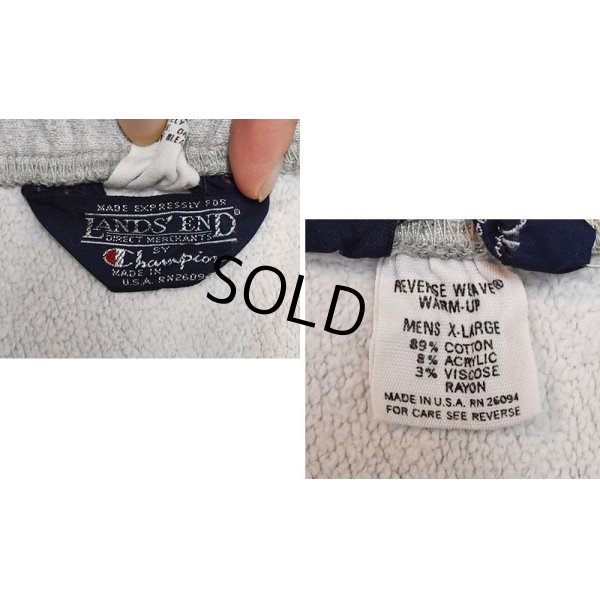 MADE EXPRESSLY FOR
LANDS' END®
DIRECT MERCHANTS
BY
Champion
MADE IN
U.S.A. RN26094
SOLD
REVERSE WEAVE®
WARM-UP
MENS X-LARGE
89% COTTON
8% ACRYLIC
3% VISCOSE
RAYON
MADE IN U.S.A. RN 26094
FOR CARE SEE REVERSE